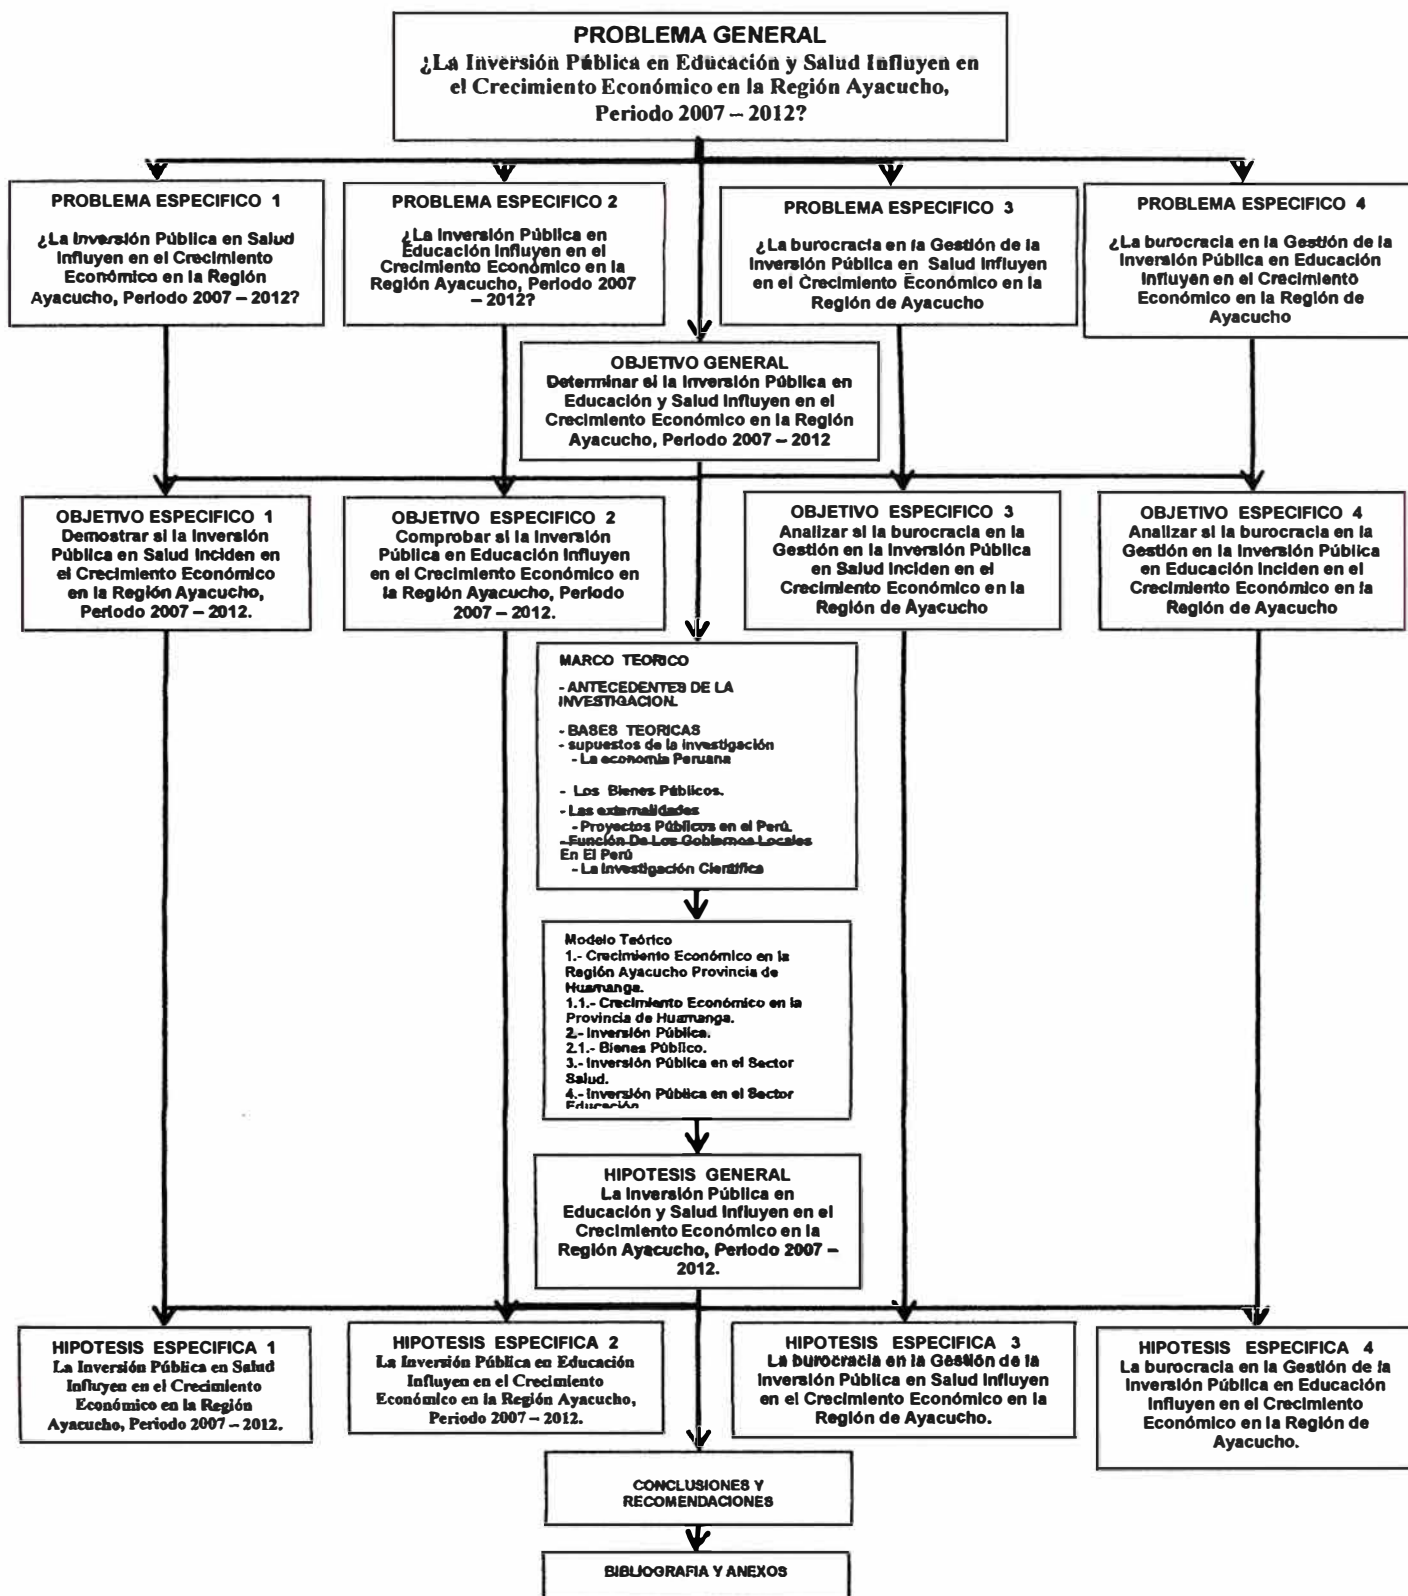 PROBLEMA GENERAL
¿La Inversión Pública en Educación y Salud Influyen en
el Crecimiento Económico en la Región Ayacucho,
Periodo 2007 – 2012?
PROBLEMA ESPECIFICO 1
¿La Inversión Pública en Salud
Influyen en el Crecimiento
Económico en la Región
Ayacucho, Periodo 2007 – 2012?
PROBLEMA ESPECIFICO 2
¿La Inversión Pública en
Educación Influyen en el
Crecimiento Económico en la
Región Ayacucho, Periodo 2007
– 2012?
PROBLEMA ESPECIFICO 3
¿La burocracia en la Gestión de la
Inversión Pública en Salud Influyen
en el Crecimiento Económico en la
Región de Ayacucho
PROBLEMA ESPECIFICO 4
¿La burocracia en la Gestión de la
Inversión Pública en Educación
Influyen en el Crecimiento
Económico en la Región de
Ayacucho
OBJETIVO GENERAL
Determinar si la Inversión Pública en
Educación y Salud Influyen en el
Crecimiento Económico en la Región
Ayacucho, Periodo 2007 – 2012
OBJETIVO ESPECIFICO 1
Demostrar si la Inversión
Pública en Salud Inciden en
el Crecimiento Económico
en la Región Ayacucho,
Periodo 2007 – 2012.
OBJETIVO ESPECIFICO 2
Comprobar si la Inversión
Pública en Educación Influyen
en el Crecimiento Económico en
la Región Ayacucho, Periodo
2007 – 2012.
OBJETIVO ESPECIFICO 3
Analizar si la burocracia en la
Gestión en la Inversión Pública
en Salud Inciden en el
Crecimiento Económico en la
Región de Ayacucho
OBJETIVO ESPECIFICO 4
Analizar si la burocracia en la
Gestión en la Inversión Pública
en Educación Inciden en el
Crecimiento Económico en la
Región de Ayacucho
MARCO TEORICO
- ANTECEDENTES DE LA
INVESTIGACION.
- BASES TEORICAS
- supuestos de la investigación
- La economía Peruana
- Los Bienes Públicos.
- Las externalidades
- Proyectos Públicos en el Perú.
- Función De Los Gobiernos Locales
En El Perú
- La Investigación Científica
Modelo Teórico
1.- Crecimiento Económico en la
Región Ayacucho Provincia de
Huamanga.
1.1.- Crecimiento Económico en la
Provincia de Huamanga.
2.- Inversión Pública.
2.1.- Bienes Público.
3.- Inversión Pública en el Sector
Salud.
4.- Inversión Pública en el Sector
Educación
HIPOTESIS GENERAL
La Inversión Pública en
Educación y Salud Influyen en el
Crecimiento Económico en la
Región Ayacucho, Periodo 2007 –
2012.
HIPOTESIS ESPECIFICA 1
La Inversión Pública en Salud
Influyen en el Crecimiento
Económico en la Región
Ayacucho, Periodo 2007 – 2012.
HIPOTESIS ESPECIFICA 2
La Inversión Pública en Educación
Influyen en el Crecimiento
Económico en la Región Ayacucho,
Periodo 2007 – 2012.
HIPOTESIS ESPECIFICA 3
La burocracia en la Gestión de la
Inversión Pública en Salud Influyen
en el Crecimiento Económico en la
Región de Ayacucho.
HIPOTESIS ESPECIFICA 4
La burocracia en la Gestión de la
Inversión Pública en Educación
Influyen en el Crecimiento
Económico en la Región de
Ayacucho.
CONCLUSIONES Y
RECOMENDACIONES
BIBLIOGRAFIA Y ANEXOS